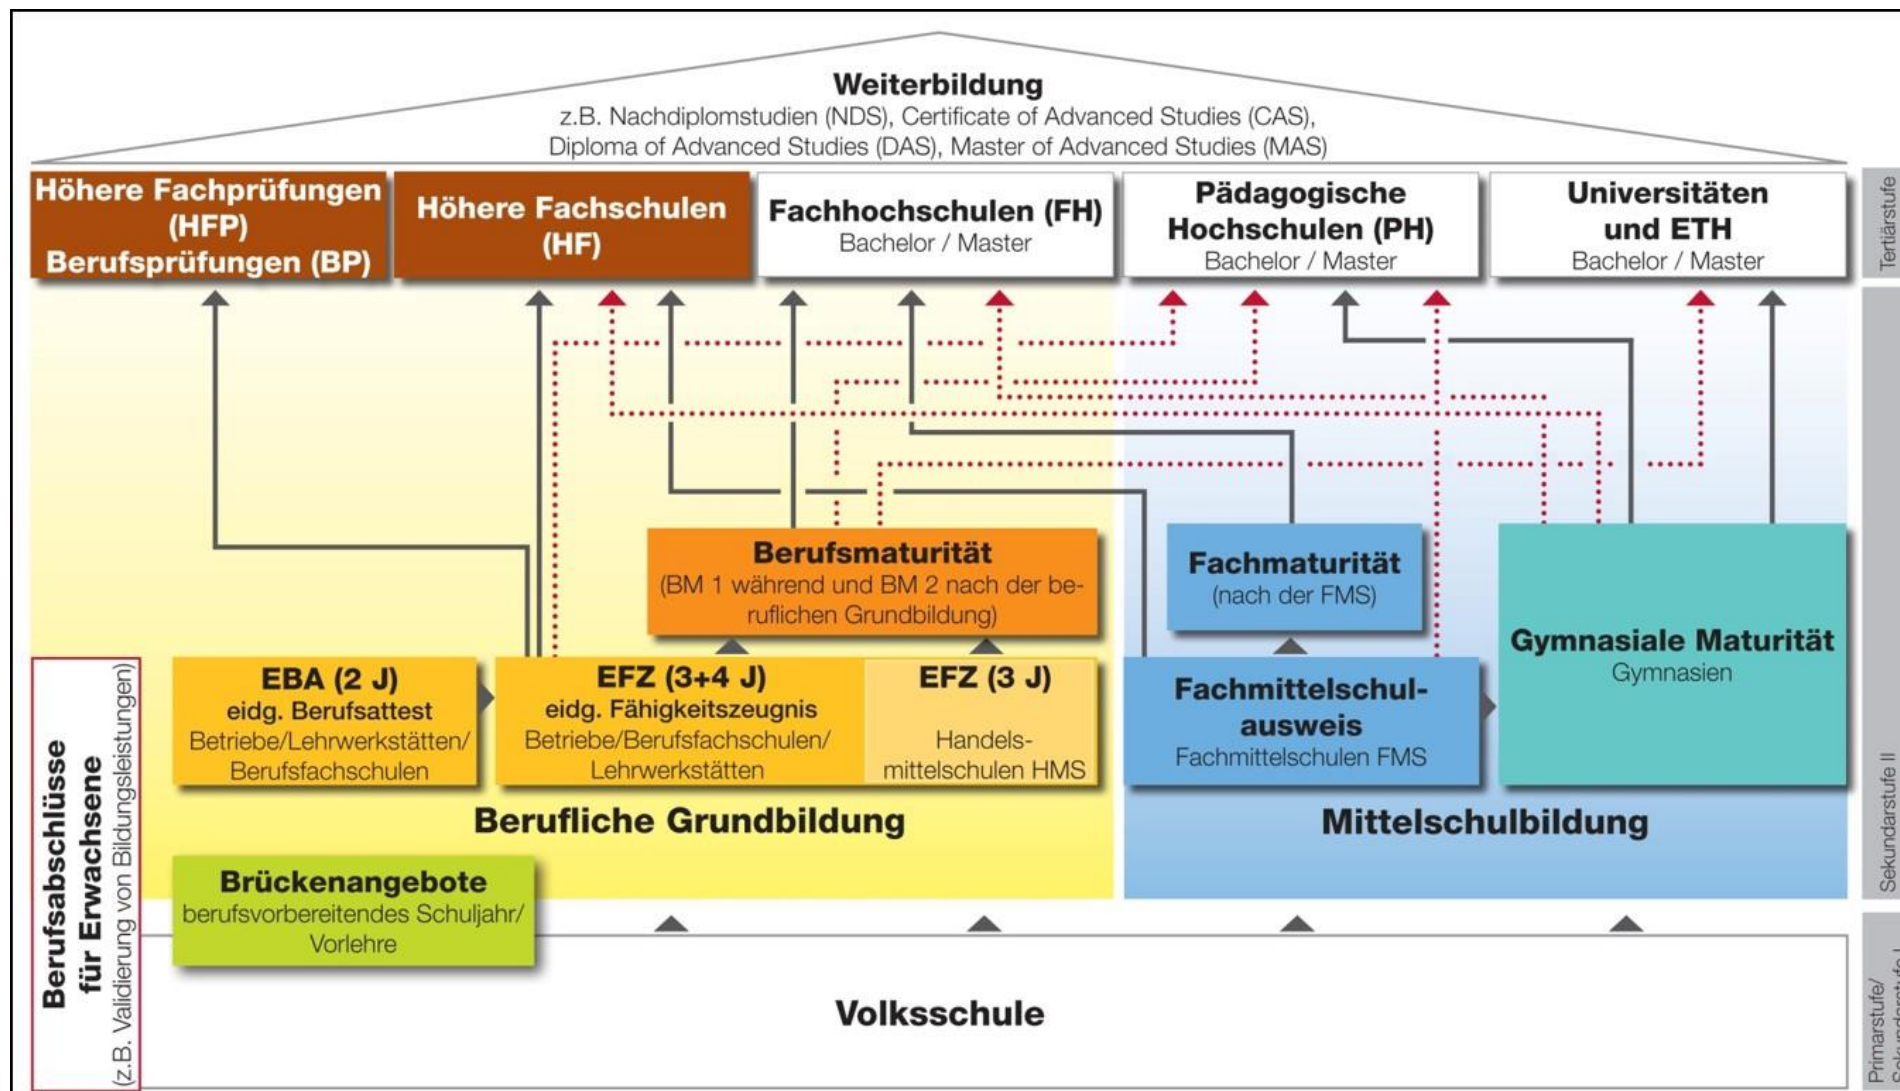 Weiterbildung
z.B. Nachdiplomstudien (NDS), Certificate of Advanced Studies (CAS),
Diploma of Advanced Studies (DAS), Master of Advanced Studies (MAS)
Höhere Fachprüfungen
(HFP)
Berufsprüfungen (BP)
Höhere Fachschulen
(HF)
Fachhochschulen (FH)
Bachelor / Master
Pädagogische
Hochschulen (PH)
Bachelor / Master
Universitäten
und ETH
Bachelor / Master
Tertiärstufe
Berufsmaturität
(BM 1 während und BM 2 nach der be-
ruflichen Grundbildung)
Fachmaturität
(nach der FMS)
Gymnasiale Maturität
Gymnasien
EBA (2 J)
eidg. Berufsattest
Betriebe/Lehrwerkstätten/
Berufsfachschulen
EFZ (3+4 J)
eidg. Fähigkeitszeugnis
Betriebe/Berufsfachschulen/
Lehrwerkstätten
EFZ (3 J)
Handels-
mittelschulen HMS
Fachmittelschul-
ausweis
Fachmittelschulen FMS
Berufliche Grundbildung
Mittelschulbildung
Sekundarstufe II
Berufsabschlüsse
für Erwachsene
(z.B. Validierung von Bildungsleistungen)
Brückenangebote
berufsvorbereitendes Schuljahr/
Vorlehre
Volksschule
Primarstufe/
Sekundarstufe I